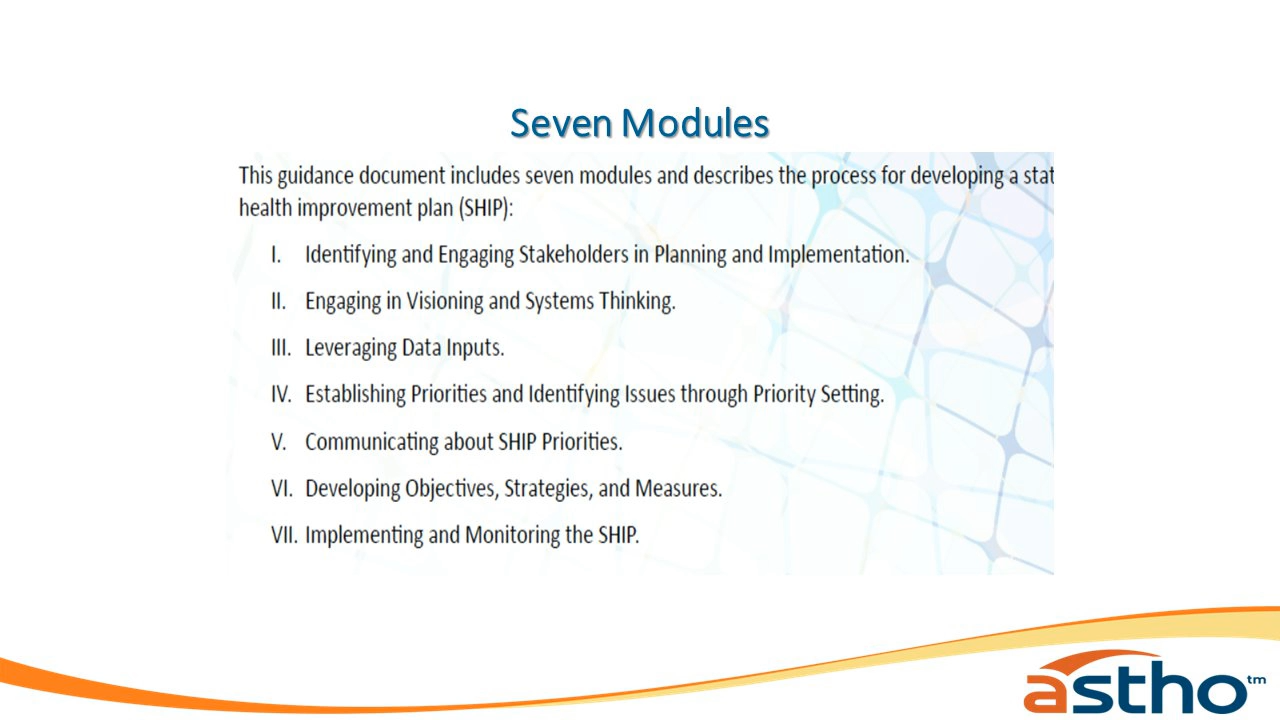 Seven Modules
This guidance document includes seven modules and describes the process for developing a stat
health improvement plan (SHIP):
I. Identifying and Engaging Stakeholders in Planning and Implementation.
II. Engaging in Visioning and Systems Thinking.
III. Leveraging Data Inputs.
IV. Establishing Priorities and Identifying Issues through Priority Setting.
V. Communicating about SHIP Priorities.
VI. Developing Objectives, Strategies, and Measures.
VII. Implementing and Monitoring the SHIP.
astho™